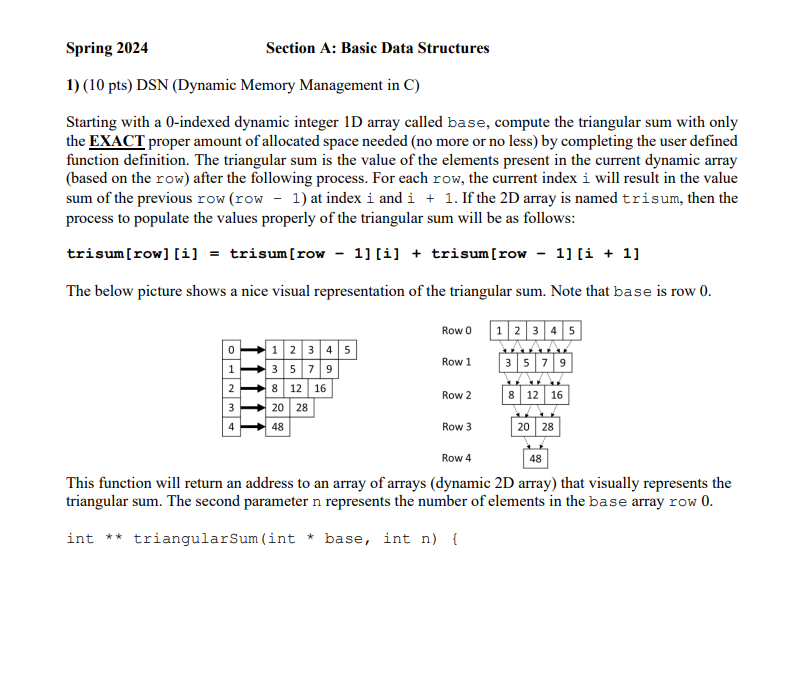 Spring 2024 Section A: Basic Data Structures
1) (10 pts) DSN (Dynamic Memory Management in C)
Starting with a 0-indexed dynamic integer 1D array called base, compute the triangular sum with only
the EXACT proper amount of allocated space needed (no more or no less) by completing the user defined
function definition. The triangular sum is the value of the elements present in the current dynamic array
(based on the row) after the following process. For each row, the current index i will result in the value
sum of the previous row (row - 1) at index i and i + 1. If the 2D array is named trisum, then the
process to populate the values properly of the triangular sum will be as follows:
trisum[row][i] = trisum[row - 1][i] + trisum[row - 1][i + 1]
The below picture shows a nice visual representation of the triangular sum. Note that base is row 0.
0 1 2 3 4 5
1 3 5 7 9
2 8 12 16
3 20 28
4 48
Row 0 1 2 3 4 5
Row 1 3 5 7 9
Row 2 8 12 16
Row 3 20 28
Row 4 48
This function will return an address to an array of arrays (dynamic 2D array) that visually represents the
triangular sum. The second parameter n represents the number of elements in the base array row 0.
int ** triangularSum(int * base, int n) {